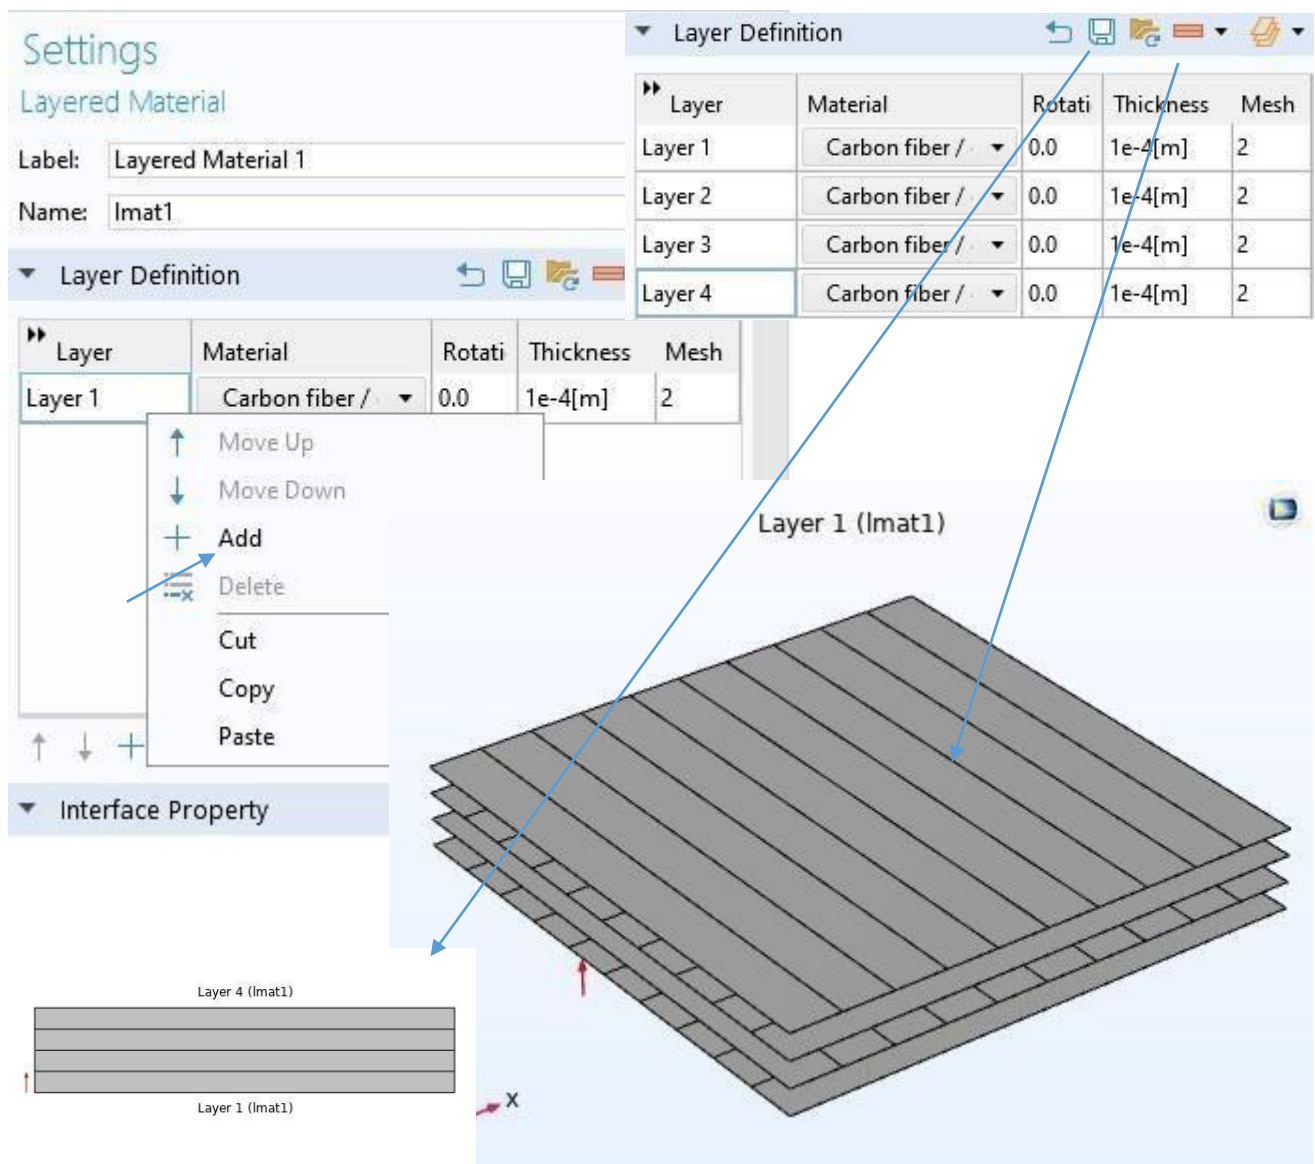 Settings
Layered Material
Label: Layered Material 1
Name: lmat1
Layer Definition
Layer Material Rotati Thickness Mesh
Layer 1 Carbon fiber / 0.0 1e-4[m] 2
Move Up
Move Down
Add
Delete
Cut
Copy
Paste
Interface Property
Layer Definition
Layer Material Rotati Thickness Mesh
Layer 1 Carbon fiber / 0.0 1e-4[m] 2
Layer 2 Carbon fiber / 0.0 1e-4[m] 2
Layer 3 Carbon fiber / 0.0 1e-4[m] 2
Layer 4 Carbon fiber / 0.0 1e-4[m] 2
Layer 1 (lmat1)
x
Layer 4 (lmat1)
Layer 1 (lmat1)